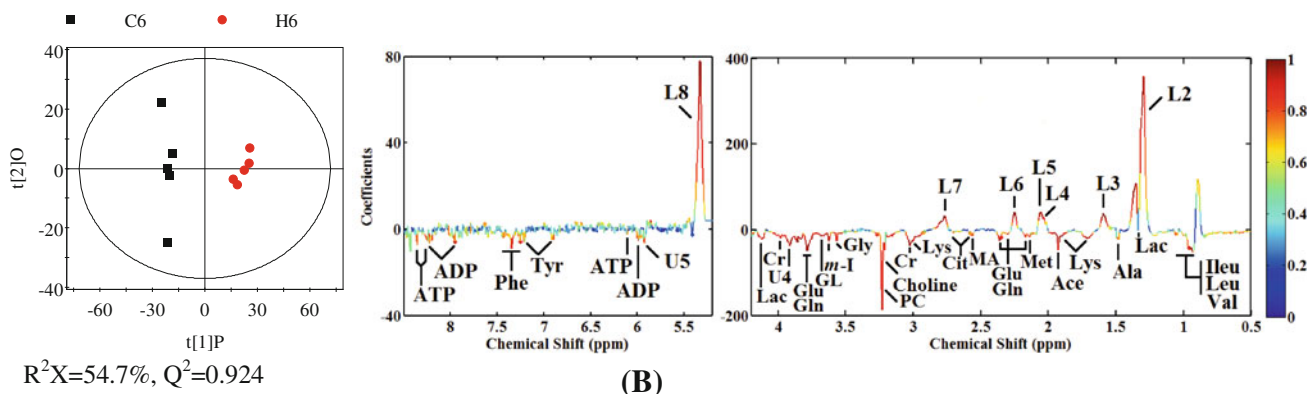 C6
H6
40
20
0
-20
-40
t[2]O
-60
-30
0
30
60
t[1]P
R²X=54.7%, Q²=0.924
80
40
0
-40
Coefficients
L8
ATP
ADP
Phe
Tyr
ATP
ADP
U5
8
7.5
7
6.5
6
5.5
Chemical Shift (ppm)
(B)
400
200
0
-200
L7
L6
L5
L4
L3
L2
Lac
Cr
U4
Glu
Gln
GL
m-I
Gly
Choline
PC
Cr
Lys
Cit
MA
Glu
Gln
Met
Ace
Lys
Ala
Lac
Ileu
Leu
Val
4
3.5
3
2.5
2
1.5
1
0.5
Chemical Shift (ppm)
1
0.8
0.6
0.4
0.2
0